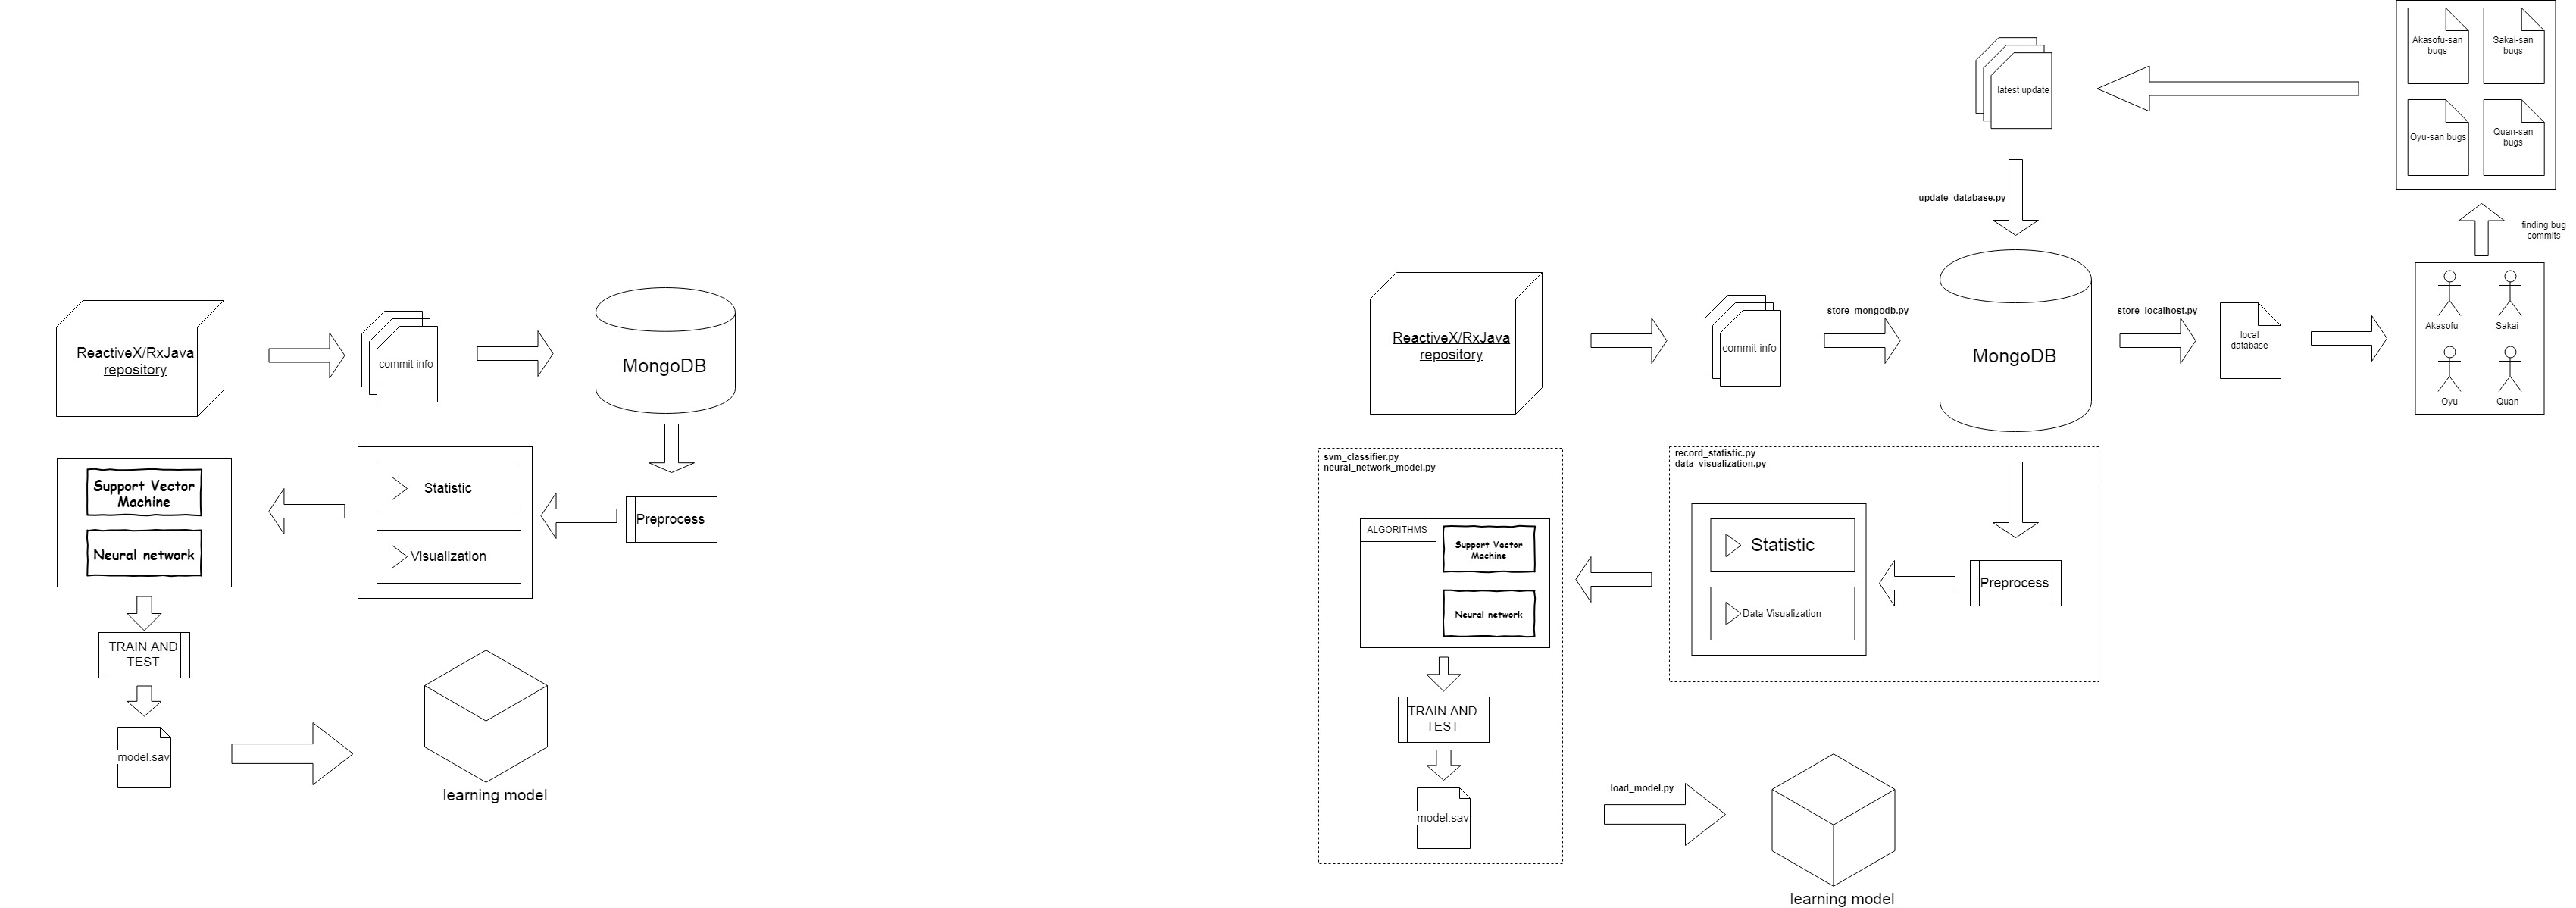 ReactiveX/RxJava
repository
commit info
MongoDB
Support Vector
Machine
Neural network
Statistic
Visualization
Preprocess
TRAIN AND
TEST
model.sav
learning model
Akasofu-san
bugs
Sakai-san
bugs
Oyu-san bugs
Quan-san
bugs
latest update
update_database.py
finding bug
commits
ReactiveX/RxJava
repository
commit info
store_mongodb.py
MongoDB
store_localhost.py
local
database
Akasofu
Sakai
Oyu
Quan
svm_classifier.py
neural_network_model.py
ALGORITHMS
Support Vector
Machine
Neural network
record_statistic.py
data_visualization.py
Statistic
Data Visualization
Preprocess
TRAIN AND
TEST
model.sav
load_model.py
learning model